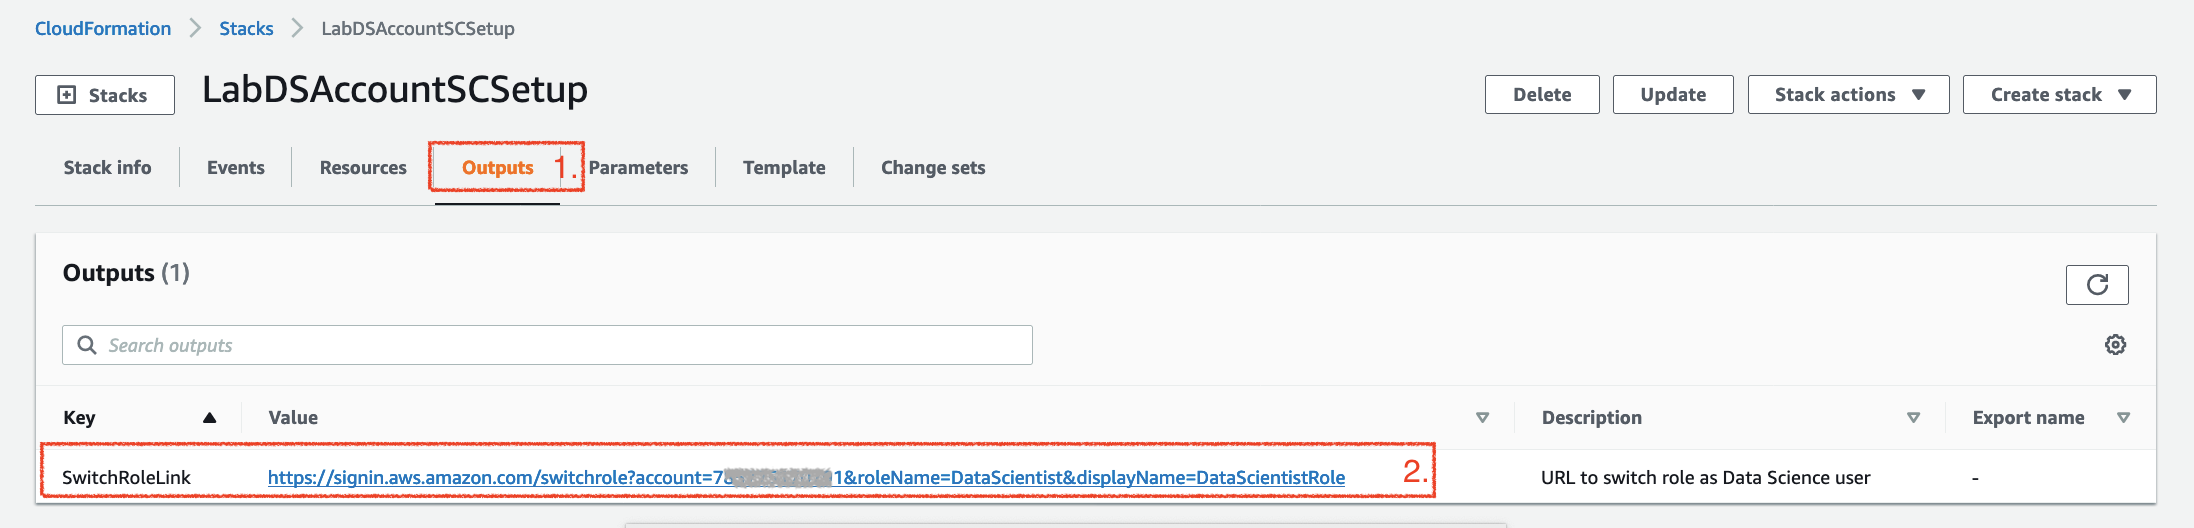 CloudFormation > Stacks > LabDSAccountSCSetup
Stacks LabDSAccountSCSetup Delete Update Stack actions Create stack
Stack info Events Resources Outputs 1. Parameters Template Change sets
Outputs (1)
Search outputs
Key Value Description Export name
SwitchRoleLink https://signin.aws.amazon.com/switchrole?account=7 1&roleName=DataScientist&displayName=DataScientistRole 2. URL to switch role as Data Science user -